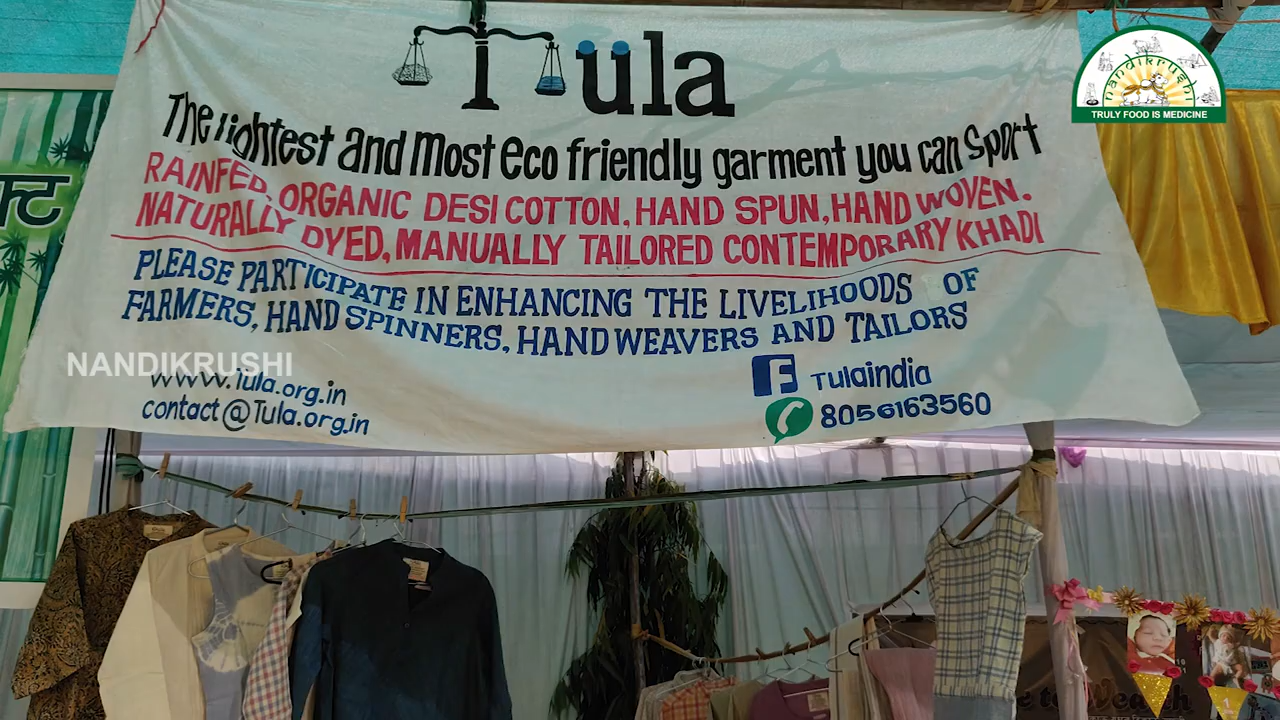 Tula
The lightest and Most eco friendly garment you can Sport
RAINFED, ORGANIC DESI COTTON, HAND SPUN, HAND WOVEN.
NATURALLY DYED, MANUALLY TAILORED CONTEMPORARY KHADI
PLEASE PARTICIPATE IN ENHANCING THE LIVELIHOODS OF
FARMERS, HAND SPINNERS, HAND WEAVERS AND TAILORS
NANDIKRUSHI
www.Tula.org.in
contact@Tula.org.in
f Tulaindia
8056163560
nandikrushi
TRULY FOOD IS MEDICINE